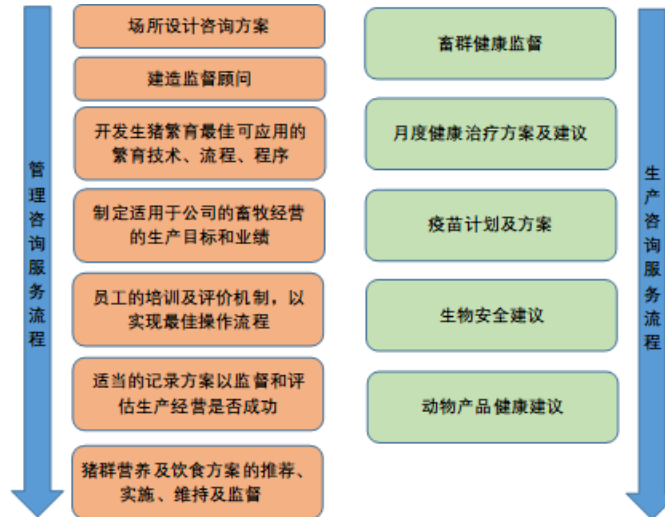 管理咨询服务流程
场所设计咨询方案
建造监督顾问
开发生猪繁育最佳可应用的
繁育技术、流程、程序
制定适用于公司的畜牧经营
的生产目标和业绩
员工的培训及评价机制，以
实现最佳操作流程
适当的记录方案以监督和评
估生产经营是否成功
猪群营养及饮食方案的推荐、
实施、维持及监督
畜群健康监督
月度健康治疗方案及建议
疫苗计划及方案
生物安全建议
动物产品健康建议
生产咨询服务流程